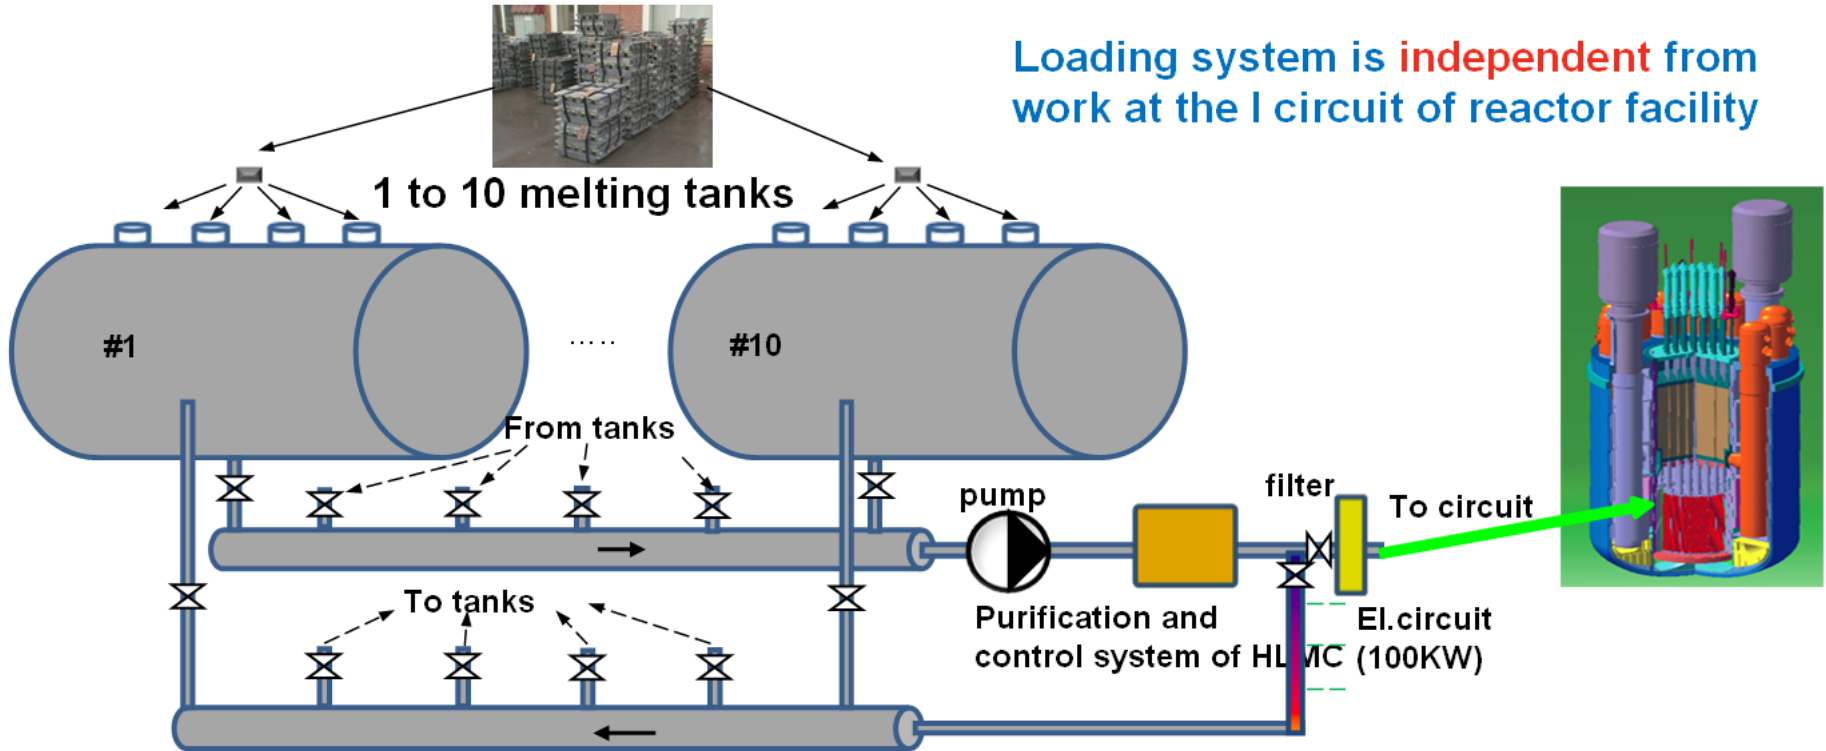 Loading system is independent from
work at the I circuit of reactor facility
1 to 10 melting tanks
#1
.....
#10
From tanks
pump
filter
To circuit
To tanks
Purification and
control system of HLMC
El.circuit
(100KW)